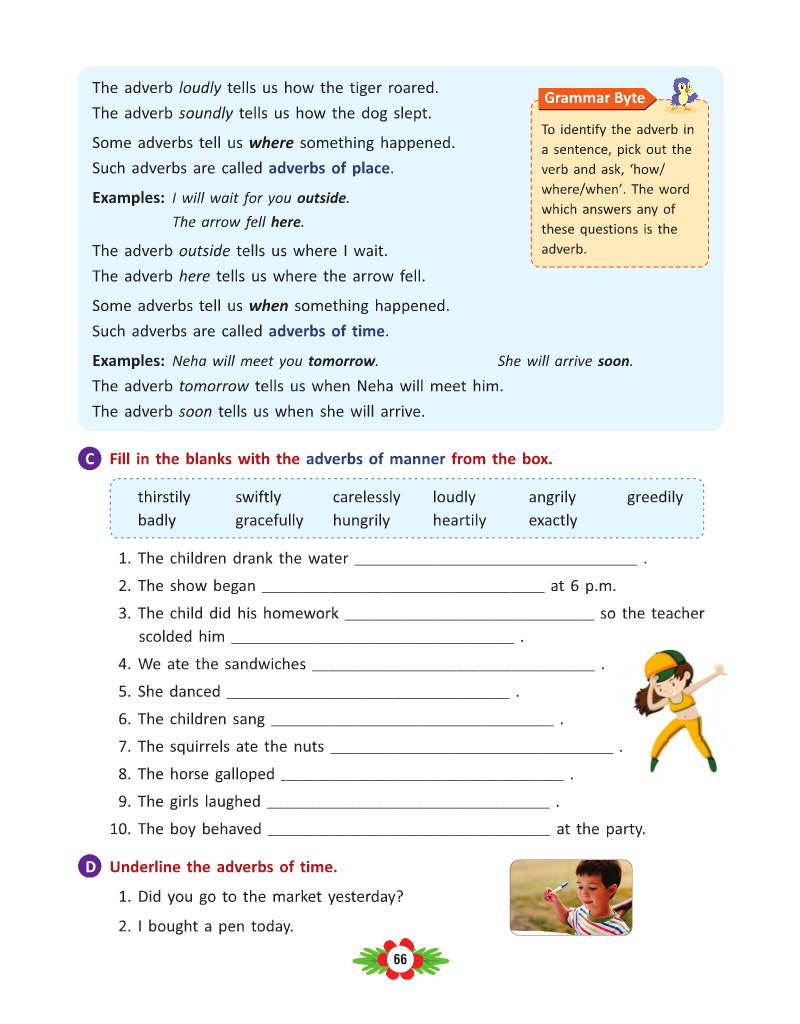 The adverb loudly tells us how the tiger roared.
The adverb soundly tells us how the dog slept.
Some adverbs tell us where something happened.
Such adverbs are called adverbs of place.
Examples: I will wait for you outside.
The arrow fell here.
The adverb outside tells us where I wait.
The adverb here tells us where the arrow fell.
Some adverbs tell us when something happened.
Such adverbs are called adverbs of time.
Examples: Neha will meet you tomorrow. She will arrive soon.
The adverb tomorrow tells us when Neha will meet him.
The adverb soon tells us when she will arrive.
Grammar Byte
To identify the adverb in
a sentence, pick out the
verb and ask, ‘how/
where/when’. The word
which answers any of
these questions is the
adverb.
C Fill in the blanks with the adverbs of manner from the box.
thirstily swiftly carelessly loudly angrily greedily
badly gracefully hungrily heartily exactly
1. The children drank the water ______________________________ .
2. The show began ______________________________ at 6 p.m.
3. The child did his homework __________________________ so the teacher
scolded him ______________________________ .
4. We ate the sandwiches ______________________________ .
5. She danced ______________________________ .
6. The children sang ______________________________ .
7. The squirrels ate the nuts ______________________________ .
8. The horse galloped ______________________________ .
9. The girls laughed ______________________________ .
10. The boy behaved ______________________________ at the party.
D Underline the adverbs of time.
1. Did you go to the market yesterday?
2. I bought a pen today.
66